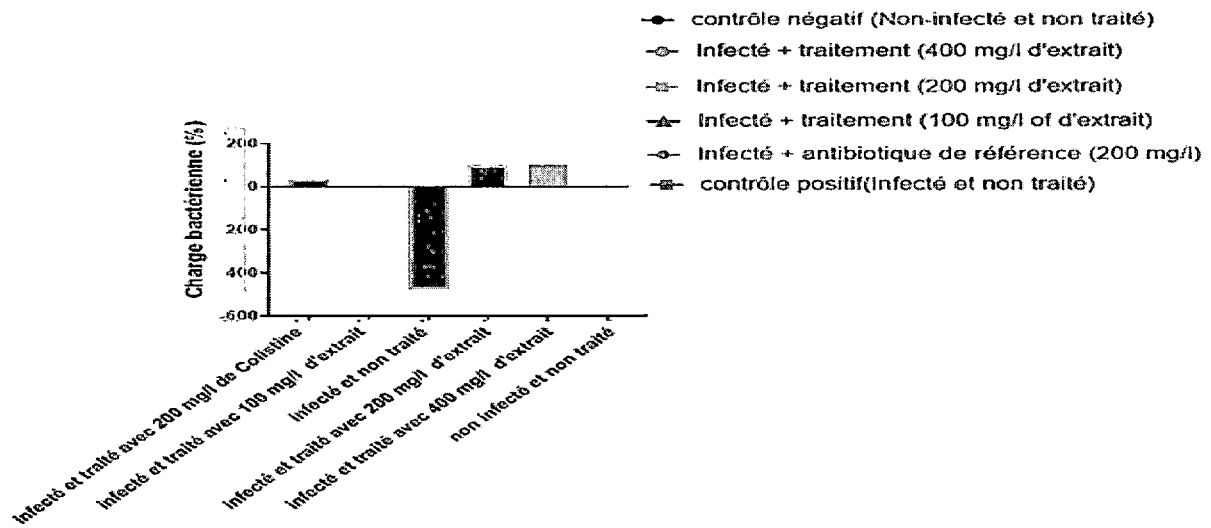 contrôle négatif (Non-infecté et non traité)
Infecté + traitement (400 mg/l d'extrait)
Infecté + traitement (200 mg/l d'extrait)
Infecté + traitement (100 mg/l of d'extrait)
Infecté + antibiotique de référence (200 mg/l)
contrôle positif(Infecté et non traité)
Charge bactérienne (%)
200
0
200
400
-600
infecté et traité avec 200 mg/l de Colistine
infecté et traité avec 100 mg/l d'extrait
infecté et non traité
infecté et traité avec 200 mg/l d'extrait
infecté et traité avec 400 mg/l d'extrait
non infecté et non traité